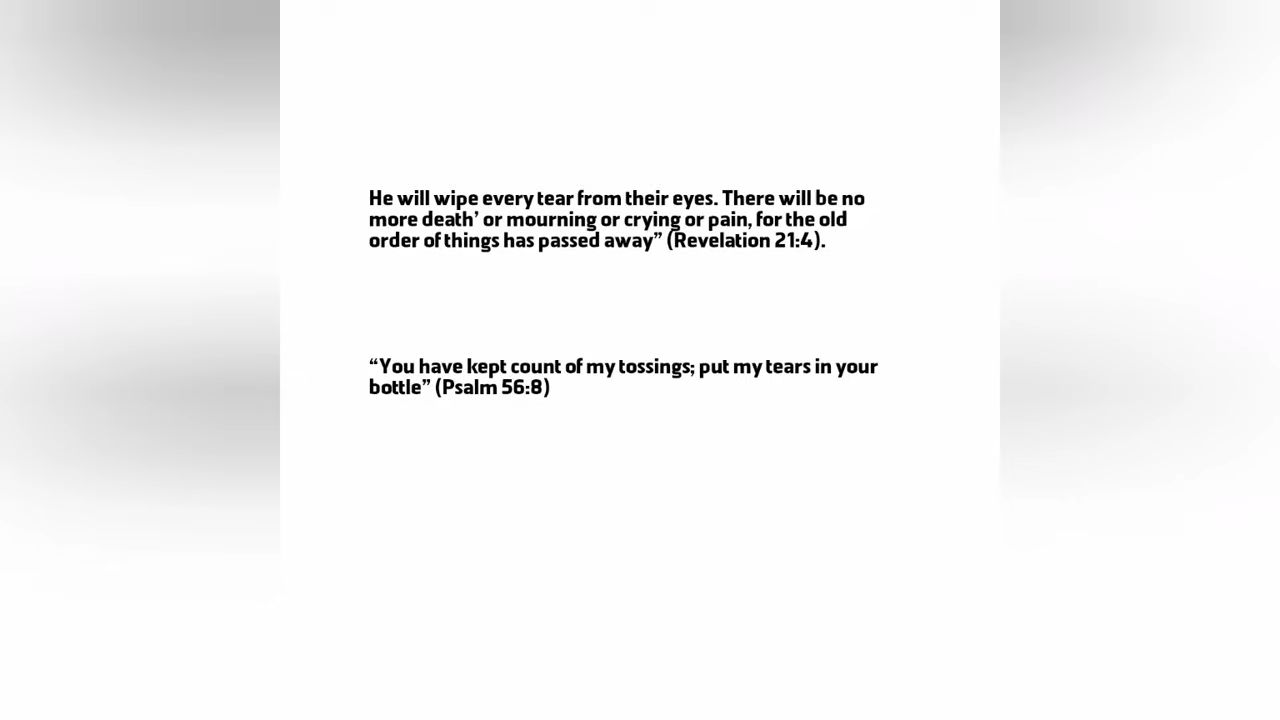 He will wipe every tear from their eyes. There will be no
more death’ or mourning or crying or pain, for the old
order of things has passed away” (Revelation 21:4).
“You have kept count of my tossings; put my tears in your
bottle” (Psalm 56:8)